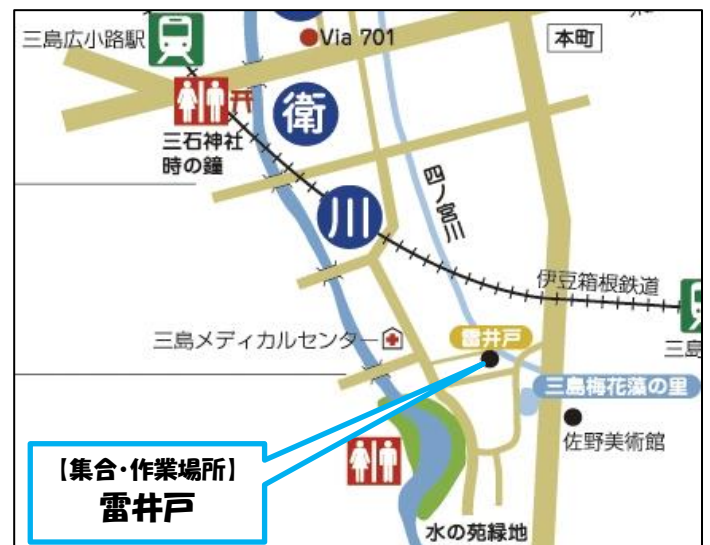 三島広小路駅
Via 701
本町
三石神社
時の鐘
衛
川
四ノ宮川
伊豆箱根鉄道
三島メディカルセンター
雷井戸
三島
三島梅花藻の里
佐野美術館
【集合・作業場所】
雷井戸
水の苑緑地